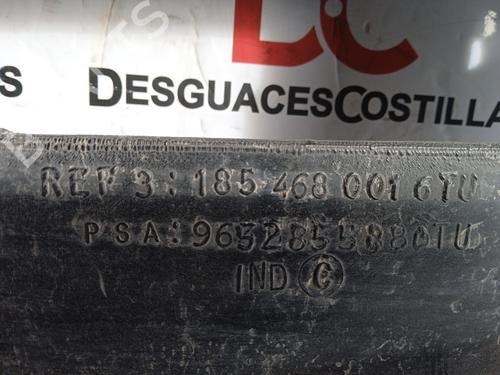 DC
S
DESGUACESCOSTILLA
REF 3: 185 468 001 6TU
PSA: 9652855880TU
IND C